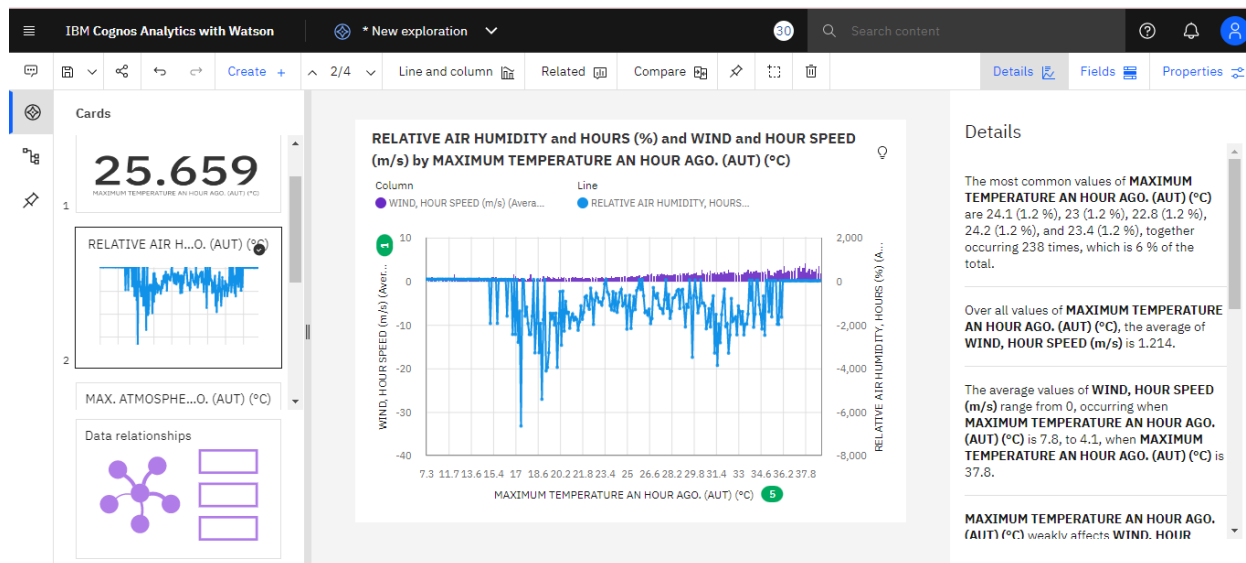 IBM Cognos Analytics with Watson
* New exploration
30
Search content
Create +
2/4
Line and column
Related
Compare
Details
Fields
Properties
Cards
25.659
MAXIMUM TEMPERATURE AN HOUR AGO. (AUT) (°C)
1
RELATIVE AIR H...O. (AUT) (°C)
2
MAX. ATMOSPHE...O. (AUT) (°C)
Data relationships
RELATIVE AIR HUMIDITY and HOURS (%) and WIND and HOUR SPEED
(m/s) by MAXIMUM TEMPERATURE AN HOUR AGO. (AUT) (°C)
Column
Line
WIND, HOUR SPEED (m/s) (Avera...
RELATIVE AIR HUMIDITY, HOURS...
1
WIND, HOUR SPEED (m/s) (Aver...
10
0
-10
-20
-30
-40
2,000
0
-2,000
-4,000
-6,000
-8,000
RELATIVE AIR HUMIDITY, HOURS (%) (A...
7.3 11.7 13.6 15.4 17 18.6 20.2 21.8 23.4 25 26.6 28.2 29.8 31.4 33 34.6 36.2 37.8
MAXIMUM TEMPERATURE AN HOUR AGO. (AUT) (°C)
5
Details
The most common values of MAXIMUM
TEMPERATURE AN HOUR AGO. (AUT) (°C)
are 24.1 (1.2 %), 23 (1.2 %), 22.8 (1.2 %),
24.2 (1.2 %), and 23.4 (1.2 %), together
occurring 238 times, which is 6 % of the
total.
Over all values of MAXIMUM TEMPERATURE
AN HOUR AGO. (AUT) (°C), the average of
WIND, HOUR SPEED (m/s) is 1.214.
The average values of WIND, HOUR SPEED
(m/s) range from 0, occurring when
MAXIMUM TEMPERATURE AN HOUR AGO.
(AUT) (°C) is 7.8, to 4.1, when MAXIMUM
TEMPERATURE AN HOUR AGO. (AUT) (°C) is
37.8.
MAXIMUM TEMPERATURE AN HOUR AGO.
(AUT) (°C) weakly affects WIND, HOUR